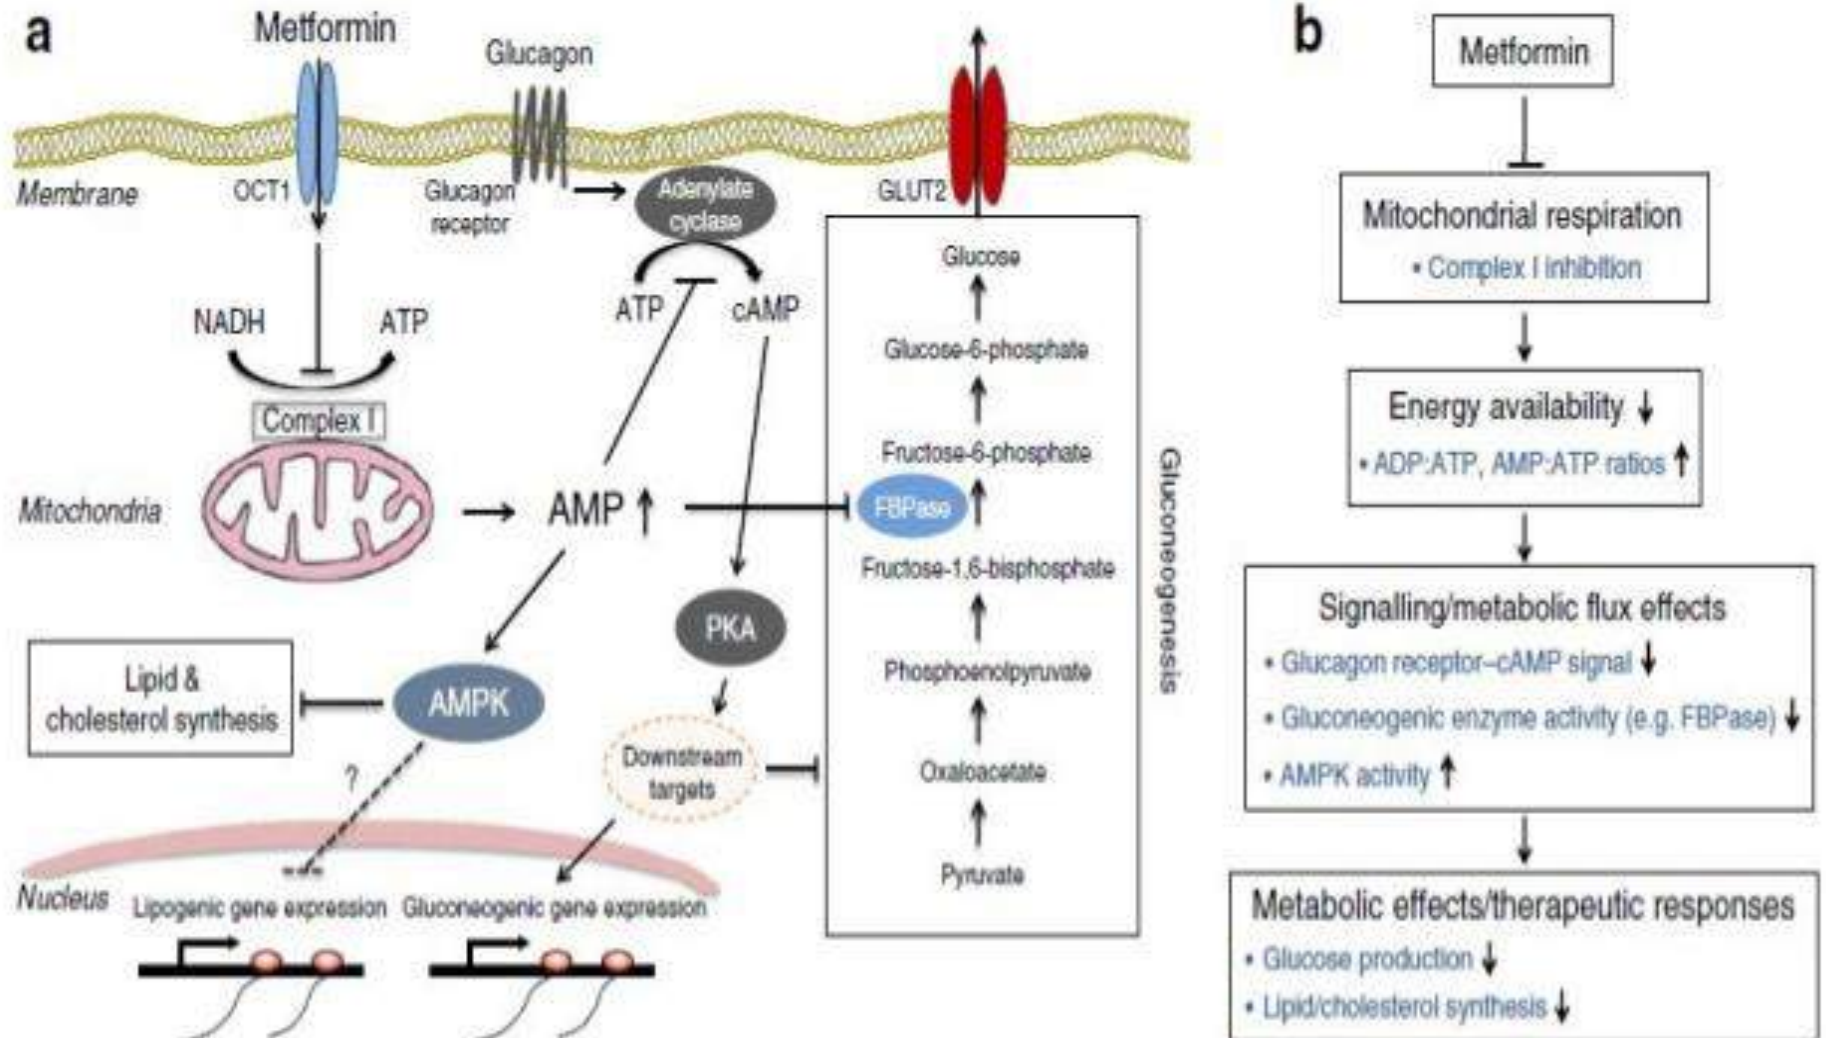 a
Metformin
Glucagon
Membrane
OCT1
Glucagon
receptor
Adenylate
cyclase
GLUT2
NADH
ATP
ATP
cAMP
Complex I
Mitochondria
AMP ↑
FBPase
PKA
AMPK
Lipid &
cholesterol synthesis
?
Downstream
targets
Nucleus
Lipogenic gene expression
Gluconeogenic gene expression
Glucose
Glucose-6-phosphate
Fructose-6-phosphate
Fructose-1,6-bisphosphate
Phosphoenolpyruvate
Oxaloacetate
Pyruvate
Gluconeogenesis
b
Metformin
Mitochondrial respiration
• Complex I inhibition
Energy availability ↓
• ADP:ATP, AMP:ATP ratios ↑
Signalling/metabolic flux effects
• Glucagon receptor–cAMP signal ↓
• Gluconeogenic enzyme activity (e.g. FBPase) ↓
• AMPK activity ↑
Metabolic effects/therapeutic responses
• Glucose production ↓
• Lipid/cholesterol synthesis ↓